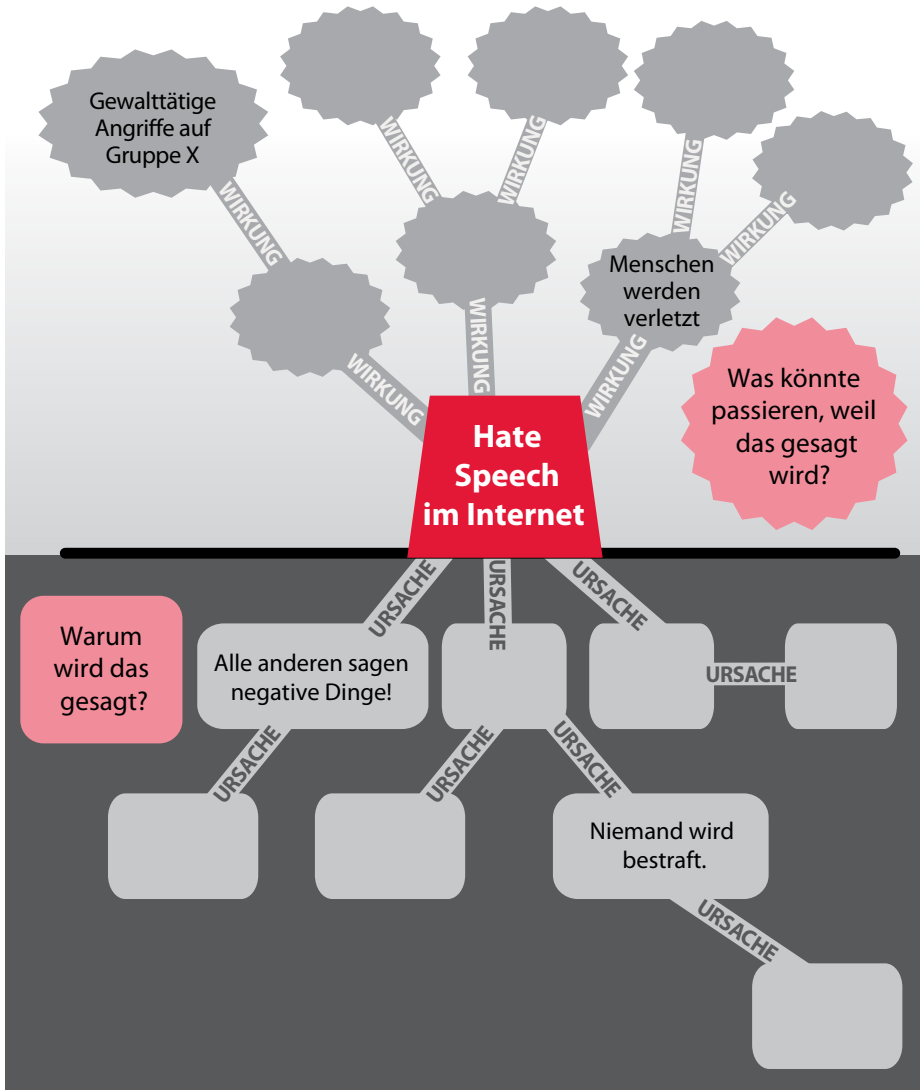 Gewalttätige
Angriffe auf
Gruppe X
WIRKUNG
WIRKUNG
WIRKUNG
WIRKUNG
WIRKUNG
Menschen
werden
verletzt
WIRKUNG
WIRKUNG
WIRKUNG
Was könnte
passieren, weil
das gesagt
wird?
Hate
Speech
im Internet
URSACHE
URSACHE
URSACHE
Warum
wird das
gesagt?
Alle anderen sagen
negative Dinge!
URSACHE
URSACHE
URSACHE
URSACHE
Niemand wird
bestraft.
URSACHE